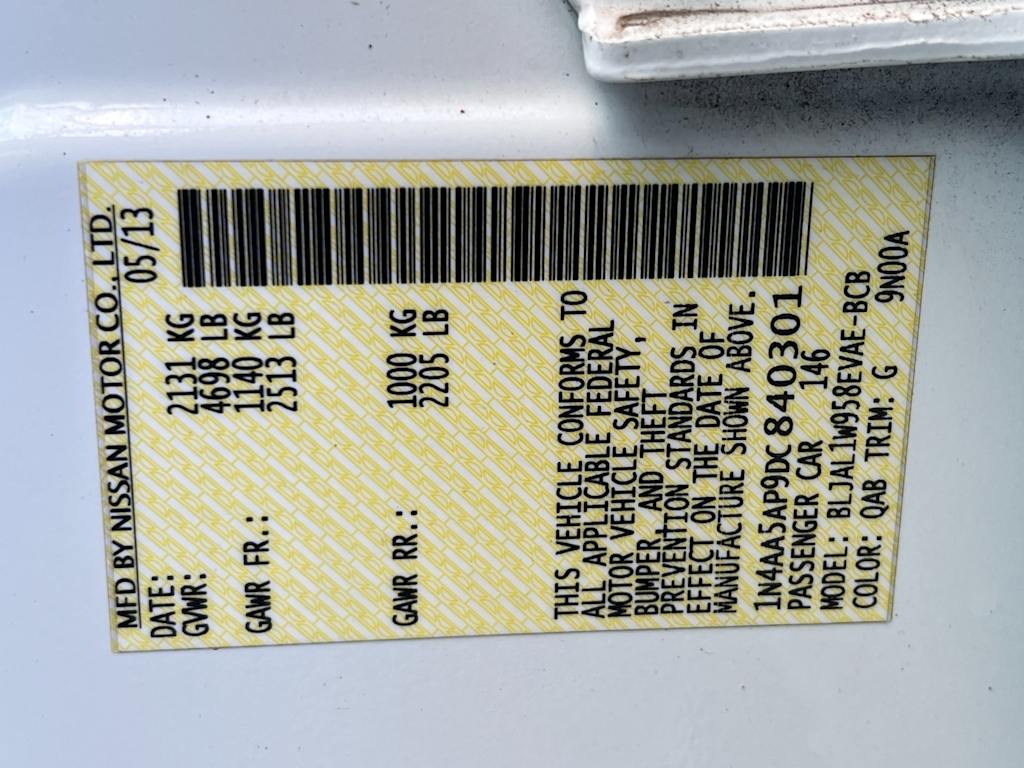 MFD BY NISSAN MOTOR CO., LTD.
DATE: 05/13
GVWR: 2131 KG
4698 LB
GAWR FR.: 1140 KG
2513 LB
GAWR RR.: 1000 KG
2205 LB
THIS VEHICLE CONFORMS TO
ALL APPLICABLE FEDERAL
MOTOR VEHICLE SAFETY,
BUMPER, AND THEFT
PREVENTION STANDARDS IN
EFFECT ON THE DATE OF
MANUFACTURE SHOWN ABOVE.
1N4AA5AP9DC840301
PASSENGER CAR 146
MODEL: BLJAL1W958EVAE-BCB
COLOR: QAB TRIM: G 9N00A